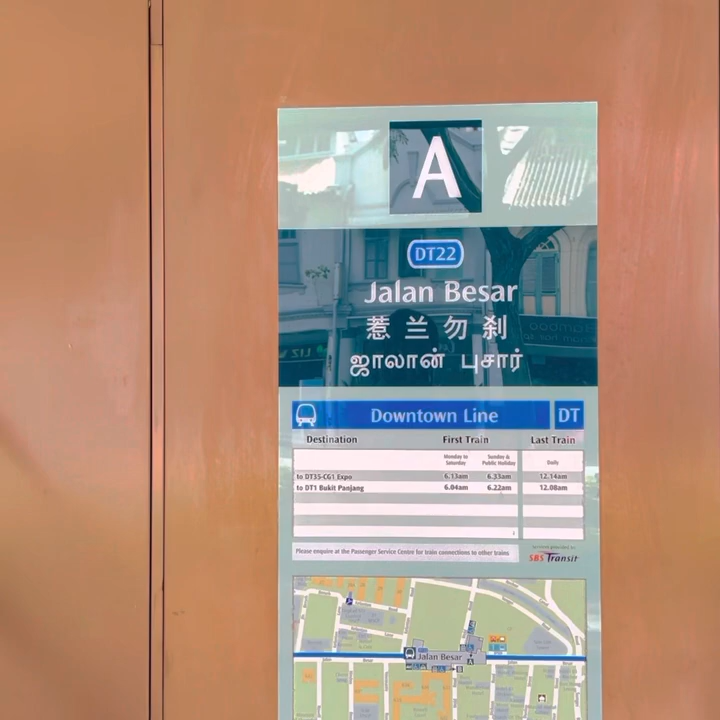 A
DT22
Jalan Besar
惹兰勿刹
ஜாலான் புசார்
Downtown Line DT
Destination First Train Last Train
Monday to Saturday Sunday & Public Holiday Daily
to DT35-CG1 Expo 6.13am 6.33am 12.14am
to DT1 Bukit Panjang 6.04am 6.22am 12.08am
Please enquire at the Passenger Service Centre for train connections to other trains
SBS Transit
Jalan Besar